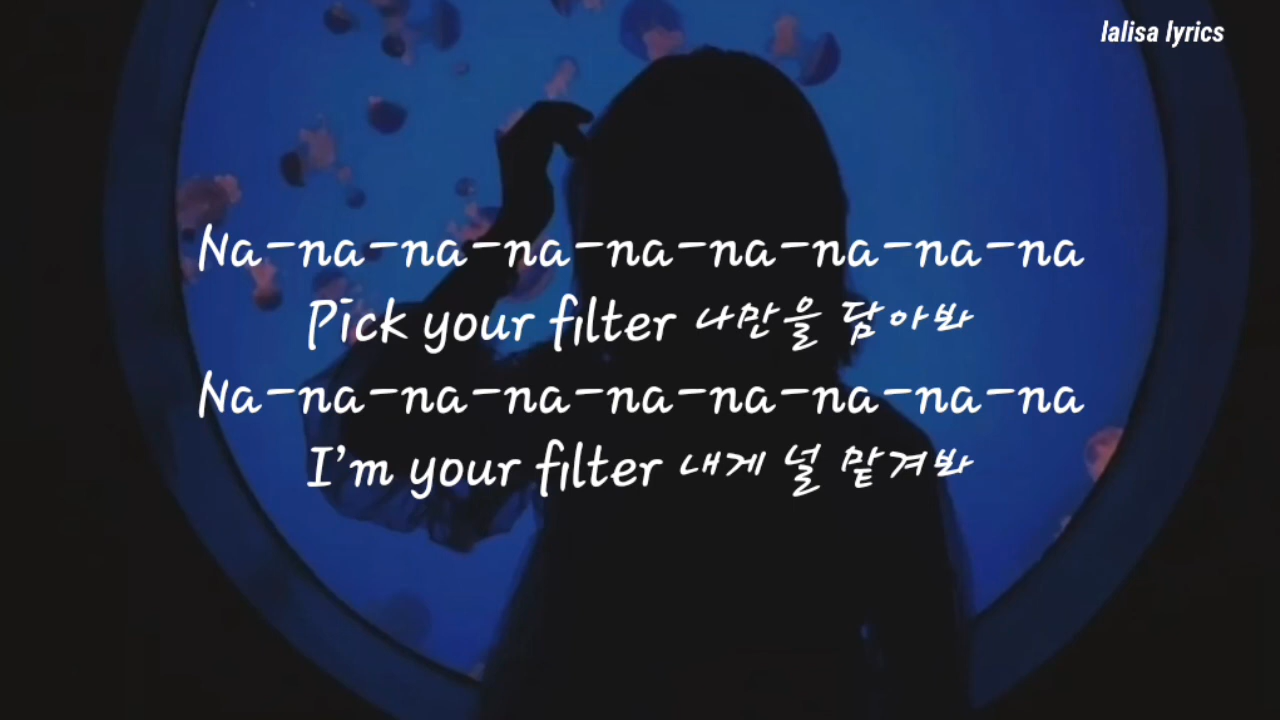 lalisa lyrics
Na-na-na-na-na-na-na-na-na
Pick your filter 나만을 담아봐
Na-na-na-na-na-na-na-na-na
I'm your filter 내게 널 맡겨봐